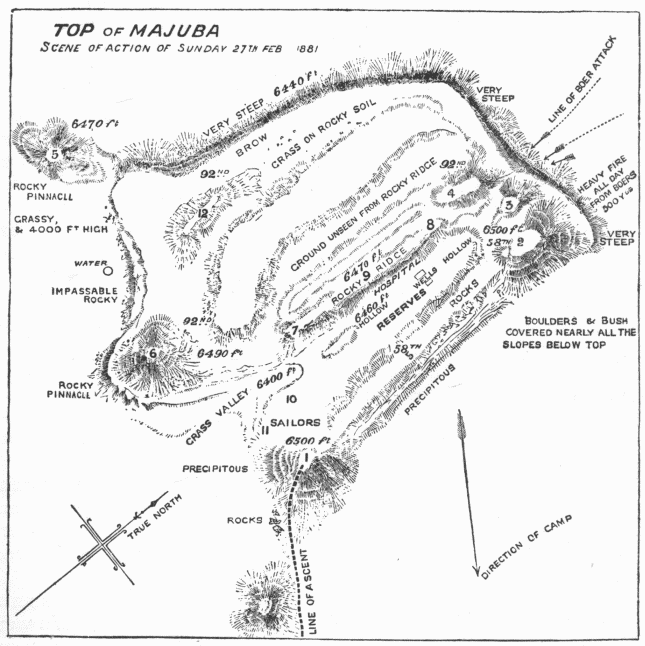 TOP OF MAJUBA
SCENE OF ACTION OF SUNDAY 27TH FEB 1881
6470 ft
5
ROCKY
PINNACLL
GRASSY,
& 4000 FT HIGH
WATER
IMPASSABLE
ROCKY
VERY STEEP 6440 ft
BROW
GRASS ON ROCKY SOIL
VERY
STEEP
LINE OF BOER ATTACK
HEAVY FIRE
ALL DAY
FROM BOERS
VERY
STEEP
92ND
12
GROUND UNSEEN FROM ROCKY RIDGE
92ND
4
3
6500 ft
58TH
2
8
6470 ft
9
ROCKY RIDGE
HOSPITAL
WELLS
HOLLOW
6460 ft
HOLLOW
RESERVES
ROCKS
BOULDERS & BUSH
COVERED NEARLY ALL THE
SLOPES BELOW TOP
92ND
7
6
6490 ft
58TH
PRECIPITOUS
ROCKY
PINNACLL
GRASS VALLEY
6400 ft
10
11
SAILORS
6500 ft
1
PRECIPITOUS
TRUE NORTH
ROCKS
LINE OF ASCENT
DIRECTION OF CAMP